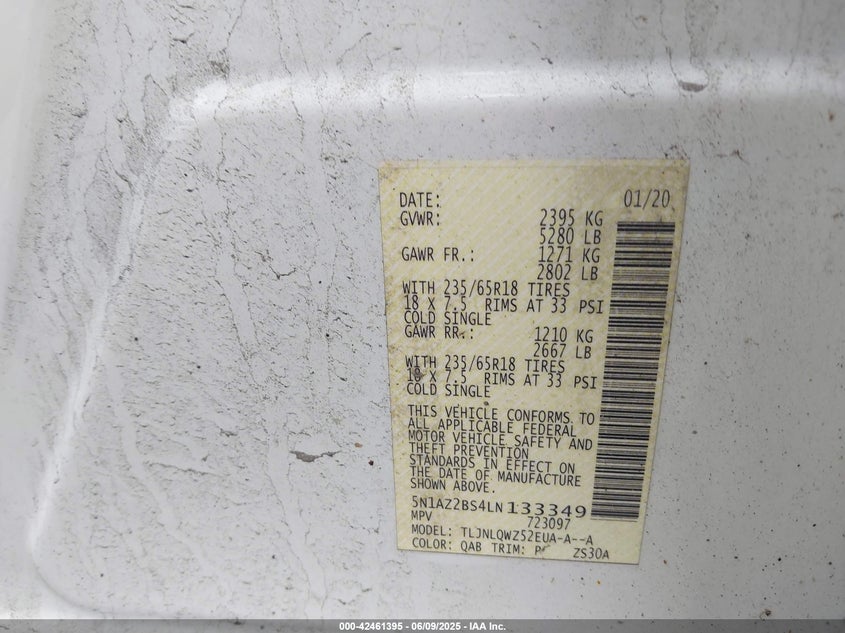 DATE: 01/20
GVWR: 2395 KG
5280 LB
GAWR FR.: 1271 KG
2802 LB
WITH 235/65R18 TIRES
18 X 7.5 RIMS AT 33 PSI
COLD SINGLE
GAWR RR.: 1210 KG
2667 LB
WITH 235/65R18 TIRES
18 X 7.5 RIMS AT 33 PSI
COLD SINGLE
THIS VEHICLE CONFORMS TO
ALL APPLICABLE FEDERAL
MOTOR VEHICLE SAFETY AND
THEFT PREVENTION
STANDARDS IN EFFECT ON
THE DATE OF MANUFACTURE
SHOWN ABOVE.
5N1AZ2BS4LN133349
MPV 723097
MODEL: TLJNLQWZ52EUA-A--A
COLOR: QAB TRIM: ZS30A
000-42461395 - 06/09/2025 - IAA Inc.